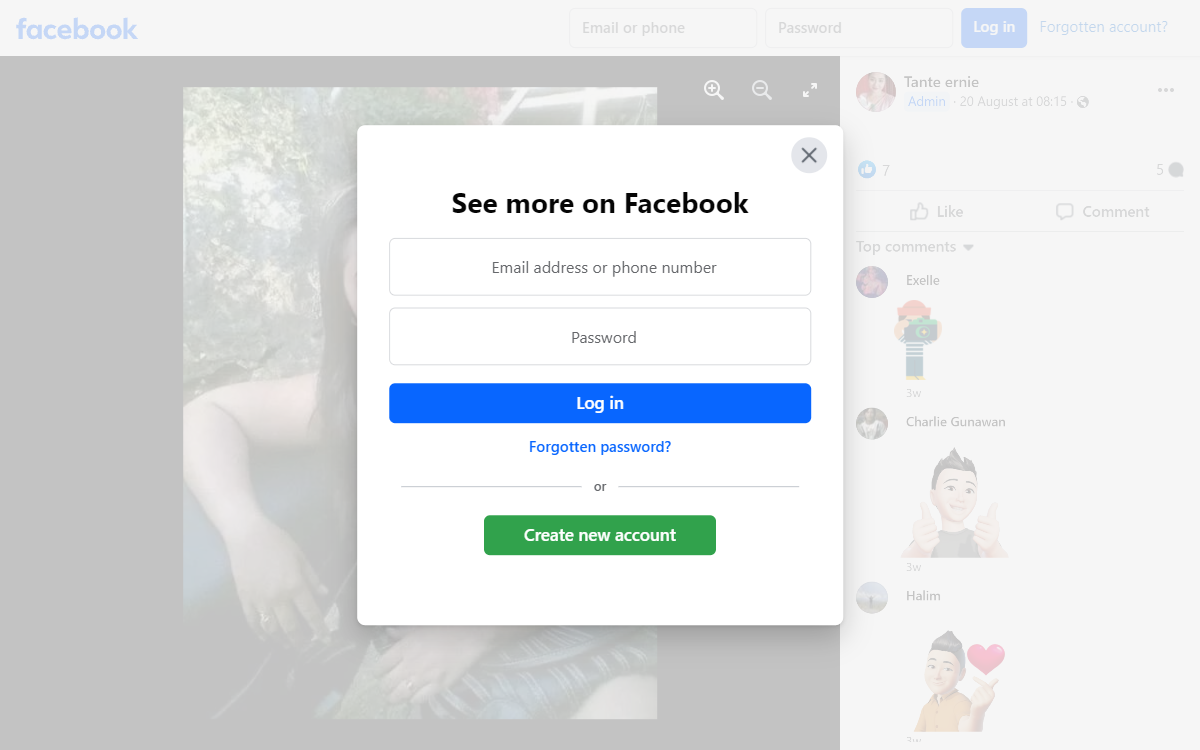 facebook
Email or phone
Password
Log in
Forgotten account?
Tante ernie
Admin · 20 August at 08:15 ·
7
5
Like
Comment
Top comments
Exelle
3w
Charlie Gunawan
3w
Halim
3w
See more on Facebook
Email address or phone number
Password
Log in
Forgotten password?
or
Create new account